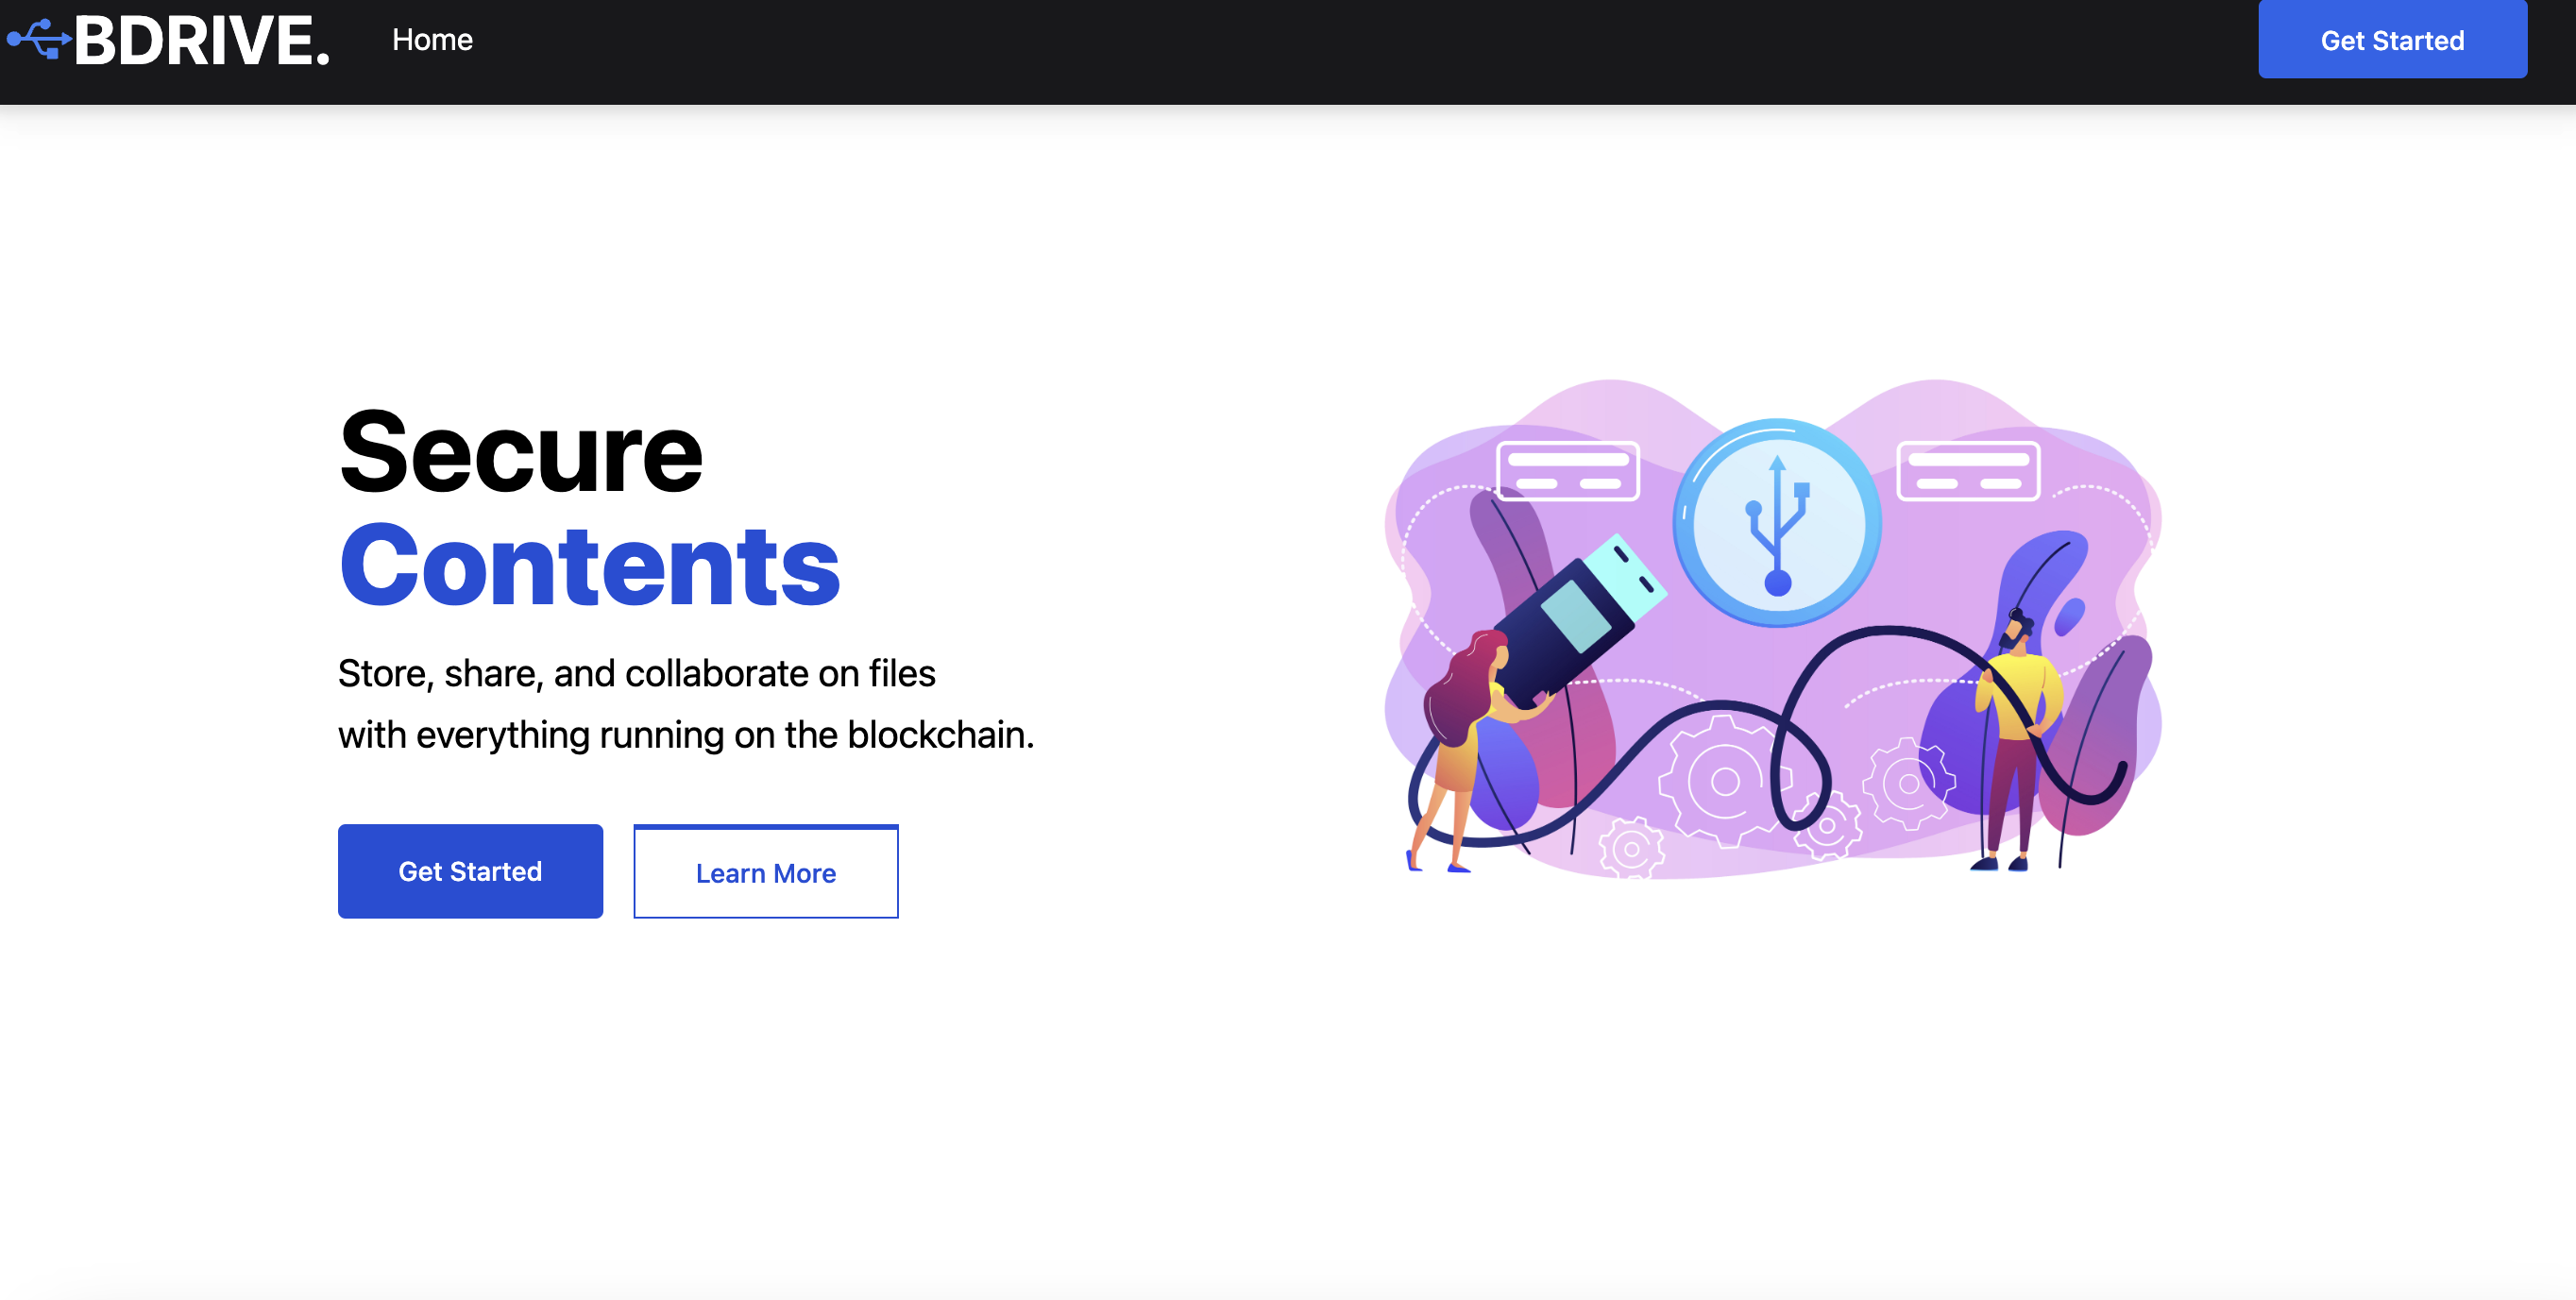 BDRIVE.
Home
Get Started
Secure
Contents
Store, share, and collaborate on files
with everything running on the blockchain.
Get Started
Learn More